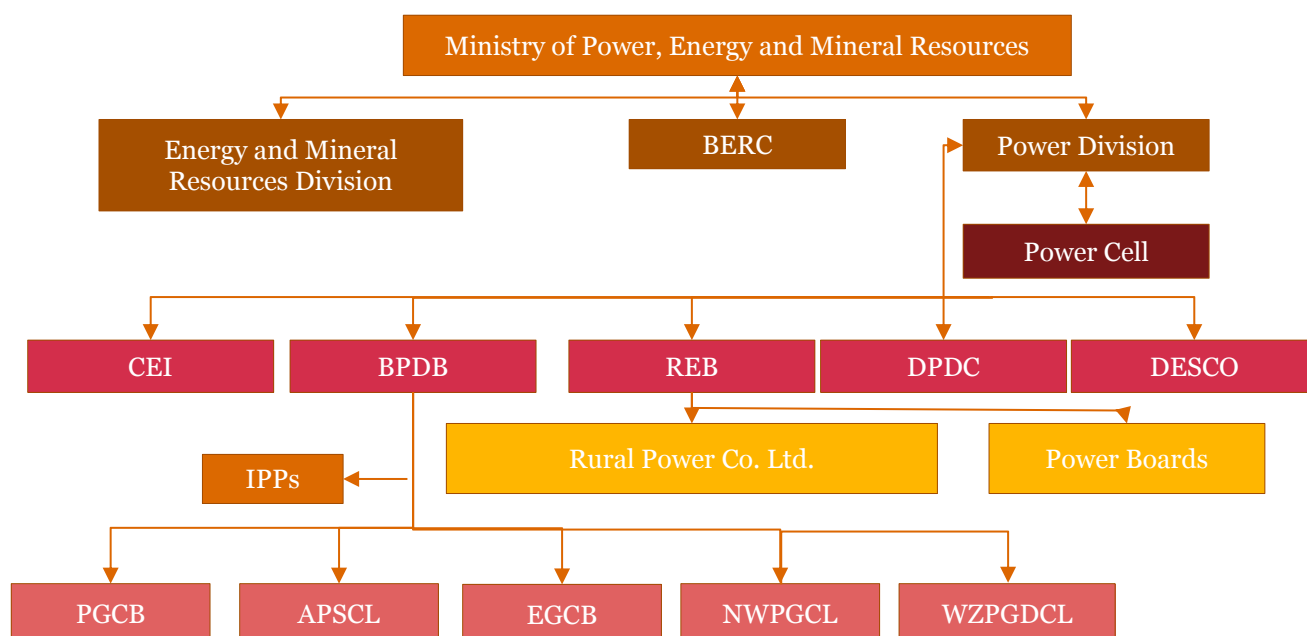 Ministry of Power, Energy and Mineral Resources
Energy and Mineral
Resources Division
BERC
Power Division
Power Cell
CEI
BPDB
REB
DPDC
DESCO
Rural Power Co. Ltd.
Power Boards
IPPs
PGCB
APSCL
EGCB
NWPGCL
WZPGDCL